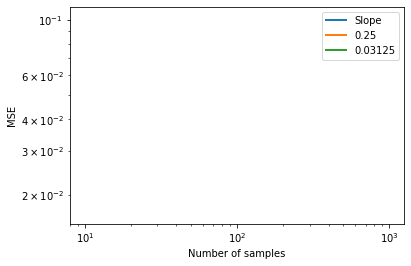 10⁻¹
6 × 10⁻²
4 × 10⁻²
3 × 10⁻²
2 × 10⁻²
MSE
Slope
0.25
0.03125
10¹
10²
10³
Number of samples